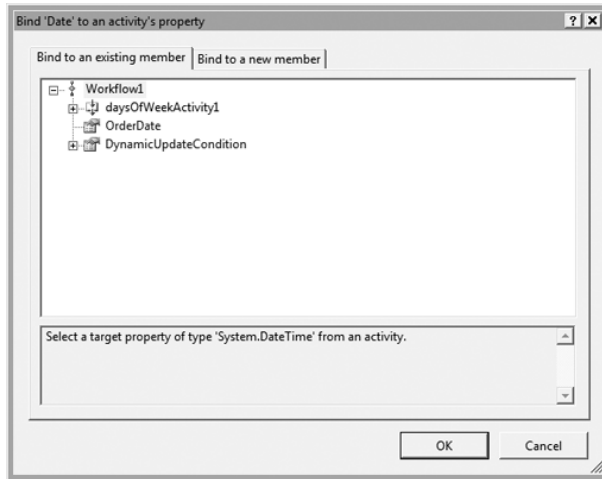 Bind 'Date' to an activity's property
Bind to an existing member
Bind to a new member
Workflow1
daysOfWeekActivity1
OrderDate
DynamicUpdateCondition
Select a target property of type 'System.DateTime' from an activity.
OK
Cancel